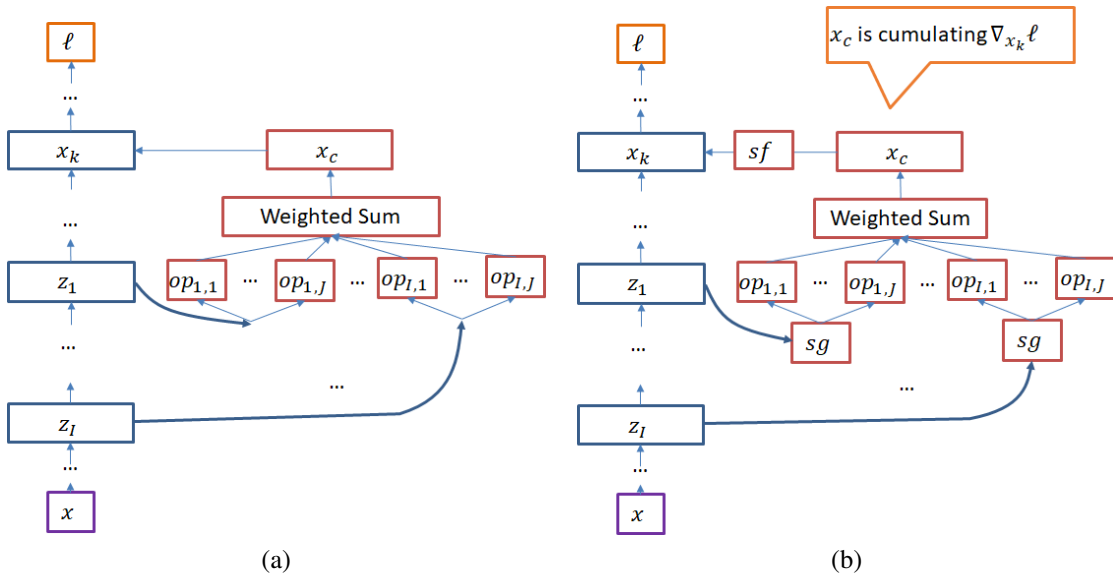 ℓ
...
x_k
x_c
...
Weighted Sum
z_1
op_{1,1} ... op_{1,J} ... op_{I,1} ... op_{I,J}
...
...
z_I
...
x
(a)
x_c is cumulating ∇_{x_k} ℓ
ℓ
...
x_k
sf
x_c
...
Weighted Sum
z_1
op_{1,1} ... op_{1,J} ... op_{I,1} ... op_{I,J}
sg
sg
...
...
z_I
...
x
(b)